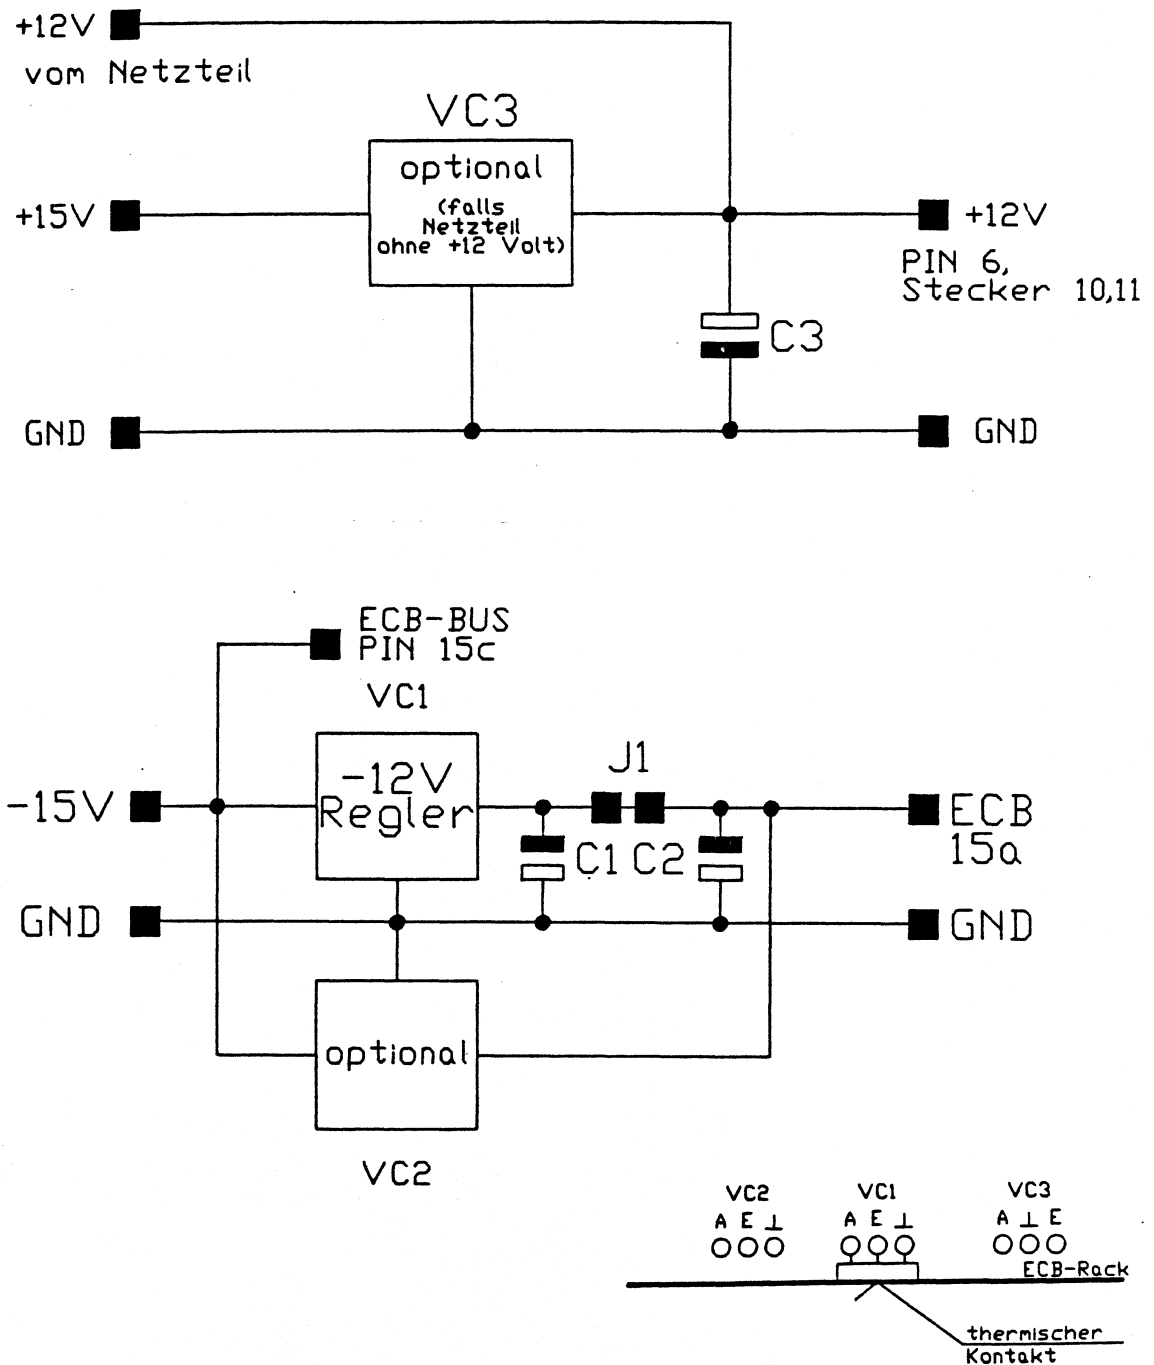 +12V
vom Netzteil
VC3
optional
(falls
Netzteil
ohne +12 Volt)
+15V
+12V
PIN 6,
Stecker 10,11
C3
GND
GND
ECB-BUS
PIN 15c
VC1
-12V
Regler
J1
-15V
ECB
15a
C1 C2
GND
GND
optional
VC2
VC2 VC1 VC3
A E ⊥ A E ⊥ A ⊥ E
ECB-Rack
thermischer
Kontakt